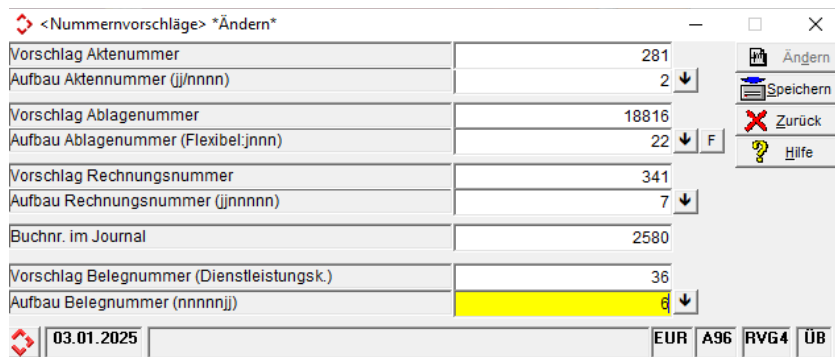 <Nummernvorschläge> *Ändern*
Vorschlag Aktenummer 281 Ändern
Aufbau Aktennummer (jj/nnnn) 2 Speichern
Vorschlag Ablagenummer 18816 Zurück
Aufbau Ablagenummer (Flexibel:jnnn) 22 F Hilfe
Vorschlag Rechnungsnummer 341
Aufbau Rechnungsnummer (jjnnnnn) 7
Buchnr. im Journal 2580
Vorschlag Belegnummer (Dienstleistungsk.) 36
Aufbau Belegnummer (nnnnnjj) 6
03.01.2025 EUR A96 RVG4 ÜB